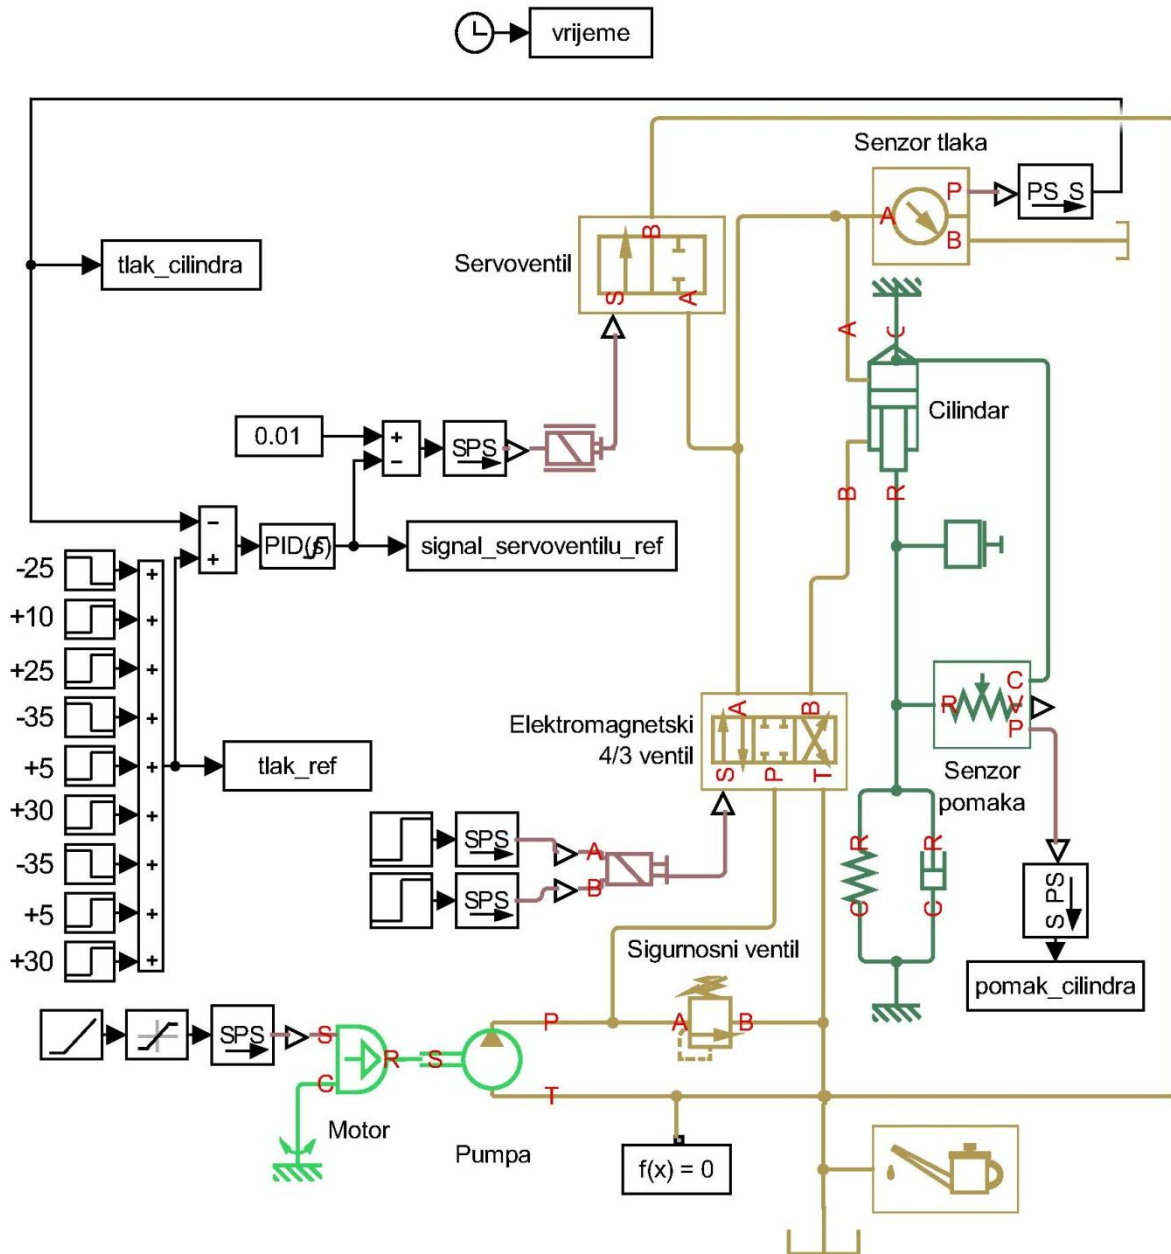 vrijeme
Senzor tlaka
P
PS S
A
B
B
tlak_cilindra
Servoventil
S
A
A
C
Cilindar
0.01
+
−
SPS
B
R
−
+
PID(s)
signal_servoventilu_ref
-25
+
+10
+
+25
+
-35
+
+5
+
+30
+
-35
+
+5
+
+30
+
tlak_ref
Elektromagnetski
4/3 ventil
A
B
S
P
T
C
R
V
P
Senzor
pomaka
SPS
A
SPS
B
R
R
C
C
S PS
pomak_cilindra
Sigurnosni ventil
SPS
S
C
R
S
P
T
A
B
Motor
Pumpa
f(x) = 0